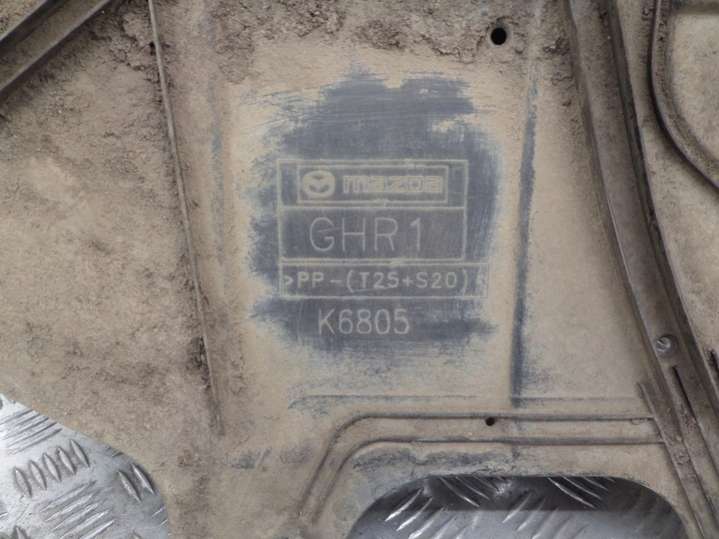 mazda
GHR1
>PP-(T25+S20)<
K6805